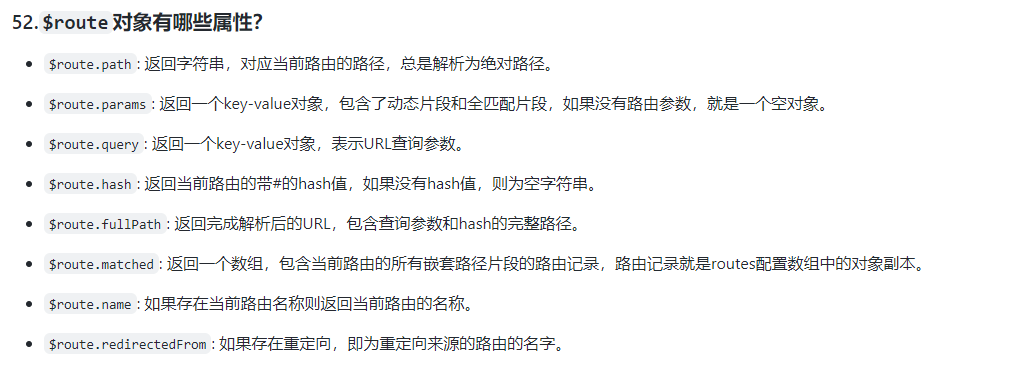 52.$route对象有哪些属性?
$route.path: 返回字符串，对应当前路由的路径，总是解析为绝对路径。
$route.params: 返回一个key-value对象，包含了动态片段和全匹配片段，如果没有路由参数，就是一个空对象。
$route.query: 返回一个key-value对象，表示URL查询参数。
$route.hash: 返回当前路由的带#的hash值，如果没有hash值，则为空字符串。
$route.fullPath: 返回完成解析后的URL，包含查询参数和hash的完整路径。
$route.matched: 返回一个数组，包含当前路由的所有嵌套路径片段的路由记录，路由记录就是routes配置数组中的对象副本。
$route.name: 如果存在当前路由名称则返回当前路由的名称。
$route.redirectedFrom: 如果存在重定向，即为重定向来源的路由的名字。